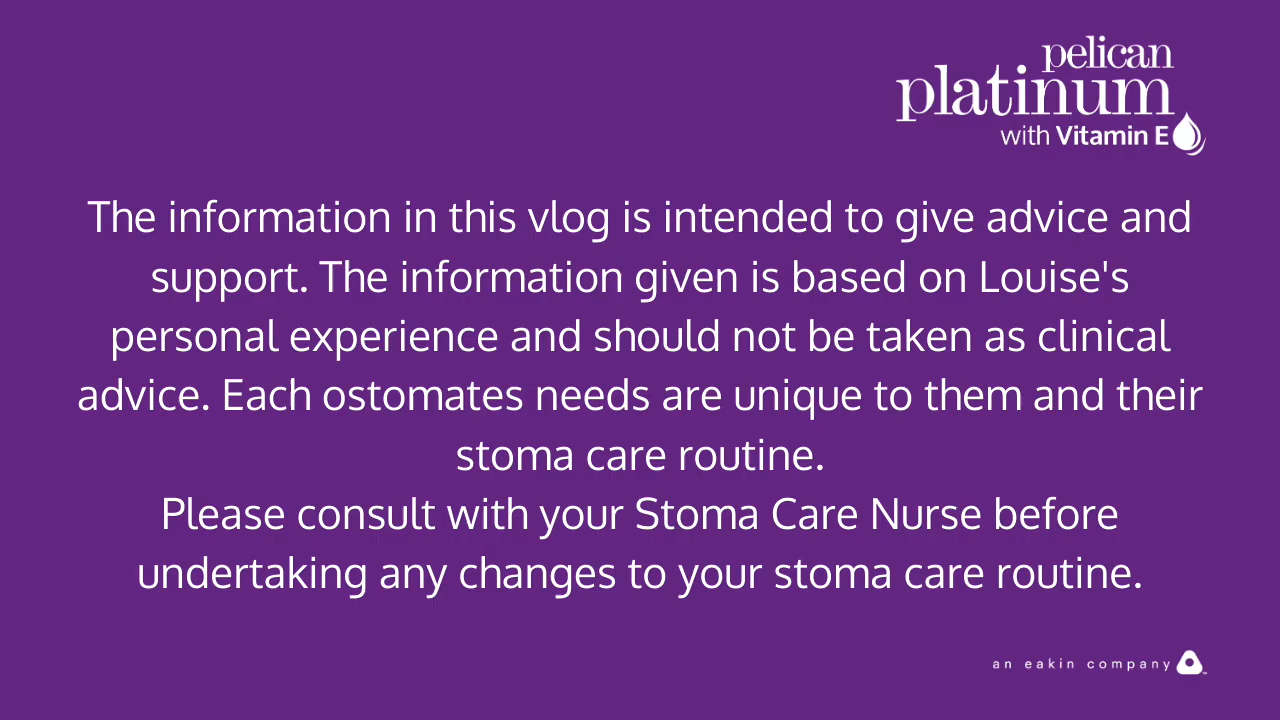 pelican
platinum
with Vitamin E
The information in this vlog is intended to give advice and
support. The information given is based on Louise's
personal experience and should not be taken as clinical
advice. Each ostomates needs are unique to them and their
stoma care routine.
Please consult with your Stoma Care Nurse before
undertaking any changes to your stoma care routine.
an eakin company